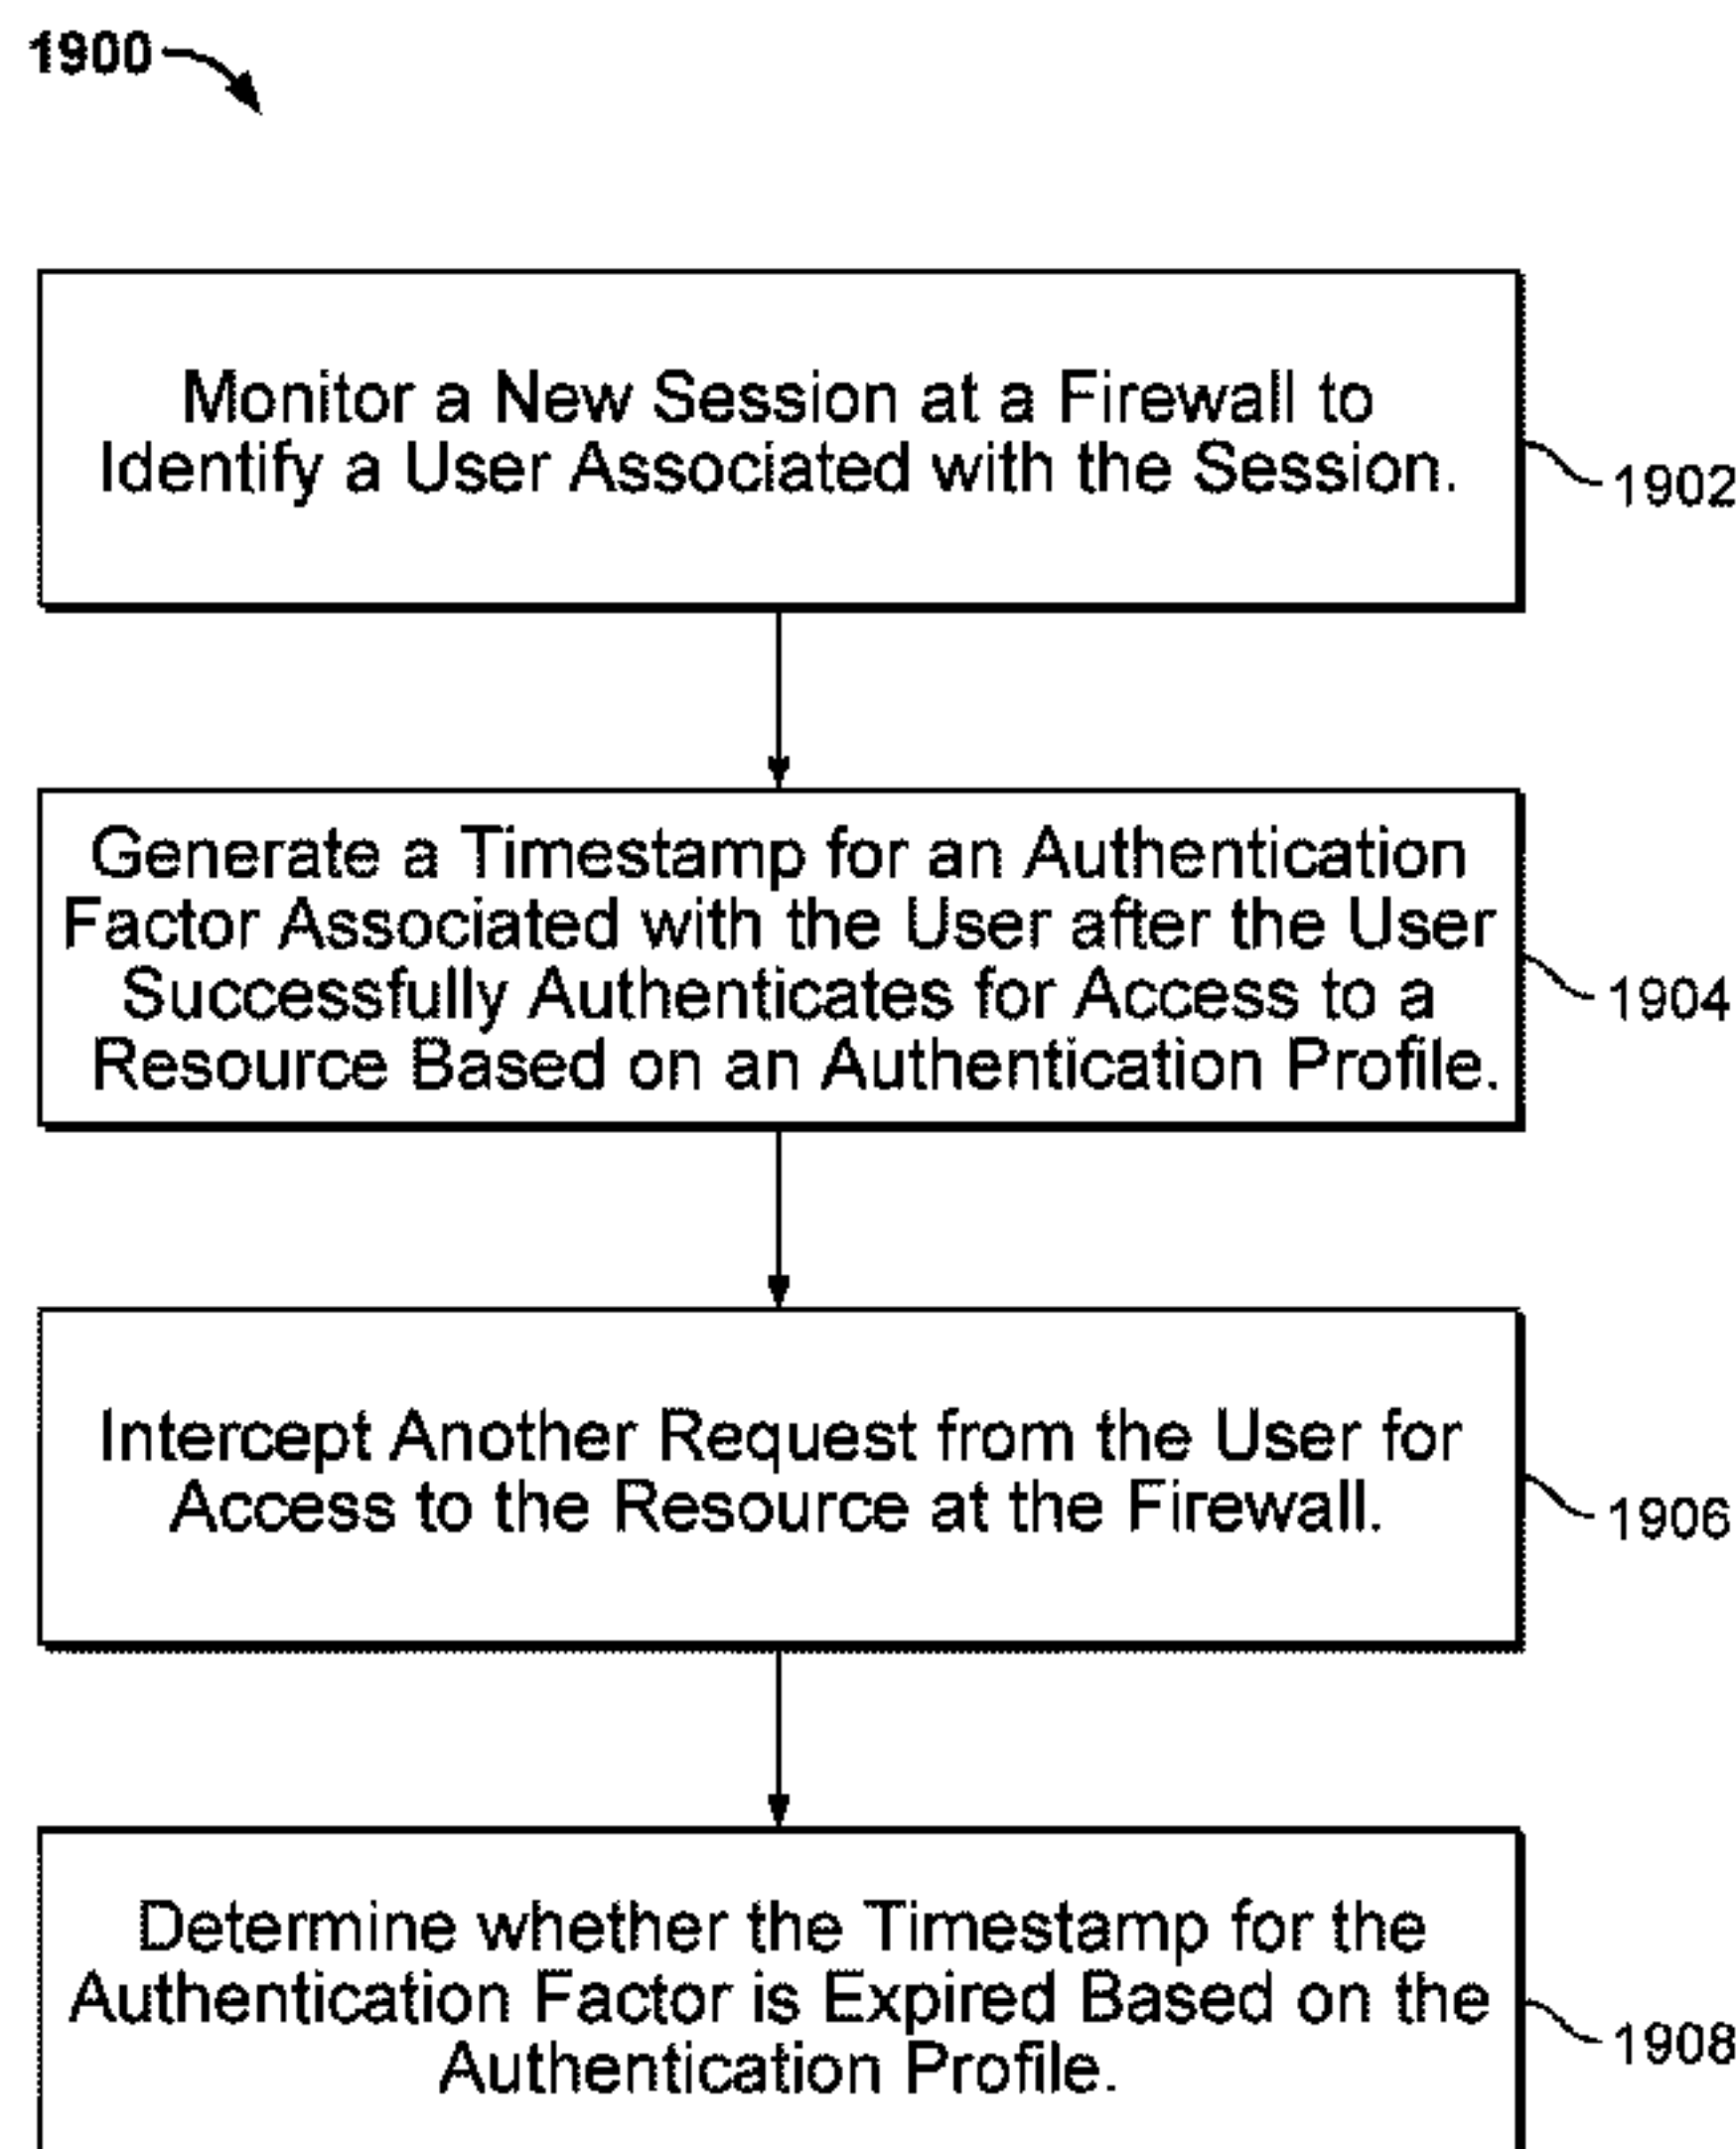 1900
Monitor a New Session at a Firewall to
Identify a User Associated with the Session.
1902
Generate a Timestamp for an Authentication
Factor Associated with the User after the User
Successfully Authenticates for Access to a
Resource Based on an Authentication Profile.
1904
Intercept Another Request from the User for
Access to the Resource at the Firewall.
1906
Determine whether the Timestamp for the
Authentication Factor is Expired Based on the
Authentication Profile.
1908